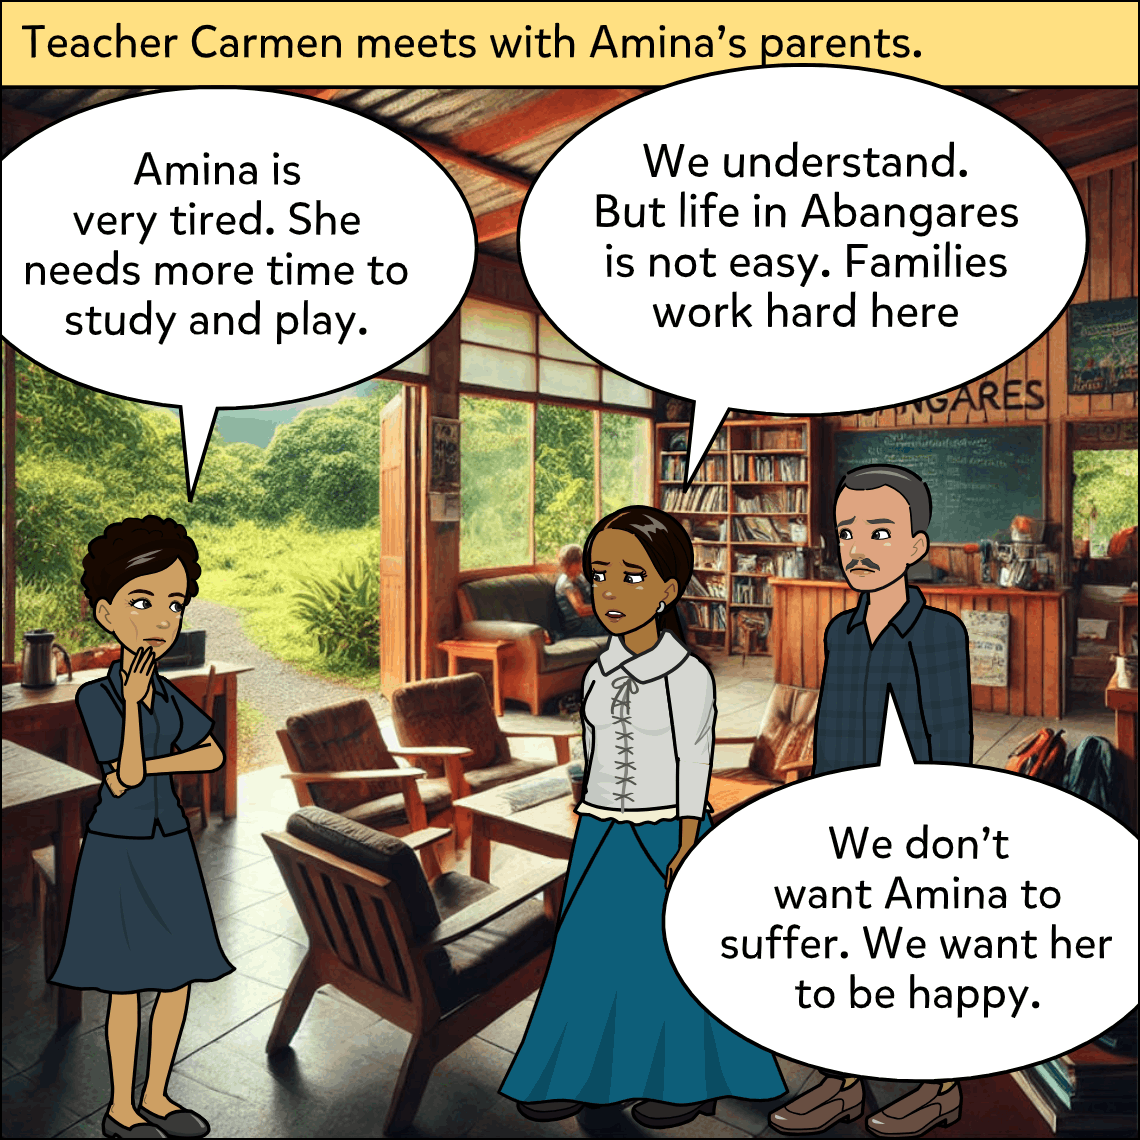 Teacher Carmen meets with Amina's parents.
Amina is
very tired. She
needs more time to
study and play.
We understand.
But life in Abangares
is not easy. Families
work hard here
NGARES
We don't
want Amina to
suffer. We want her
to be happy.